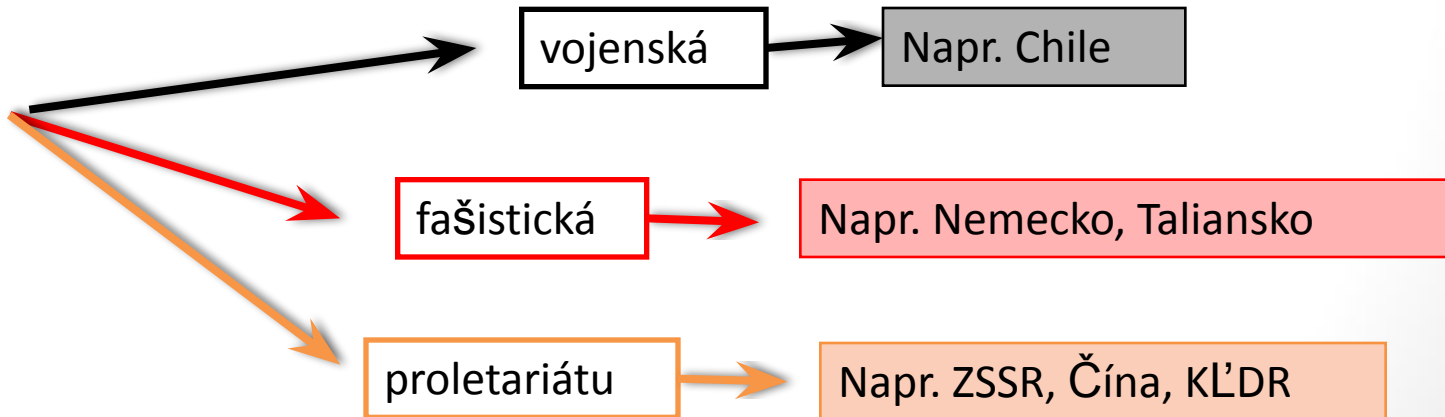 vojenská
Napr. Chile
fašistická
Napr. Nemecko, Taliansko
proletariátu
Napr. ZSSR, Čína, KĽDR